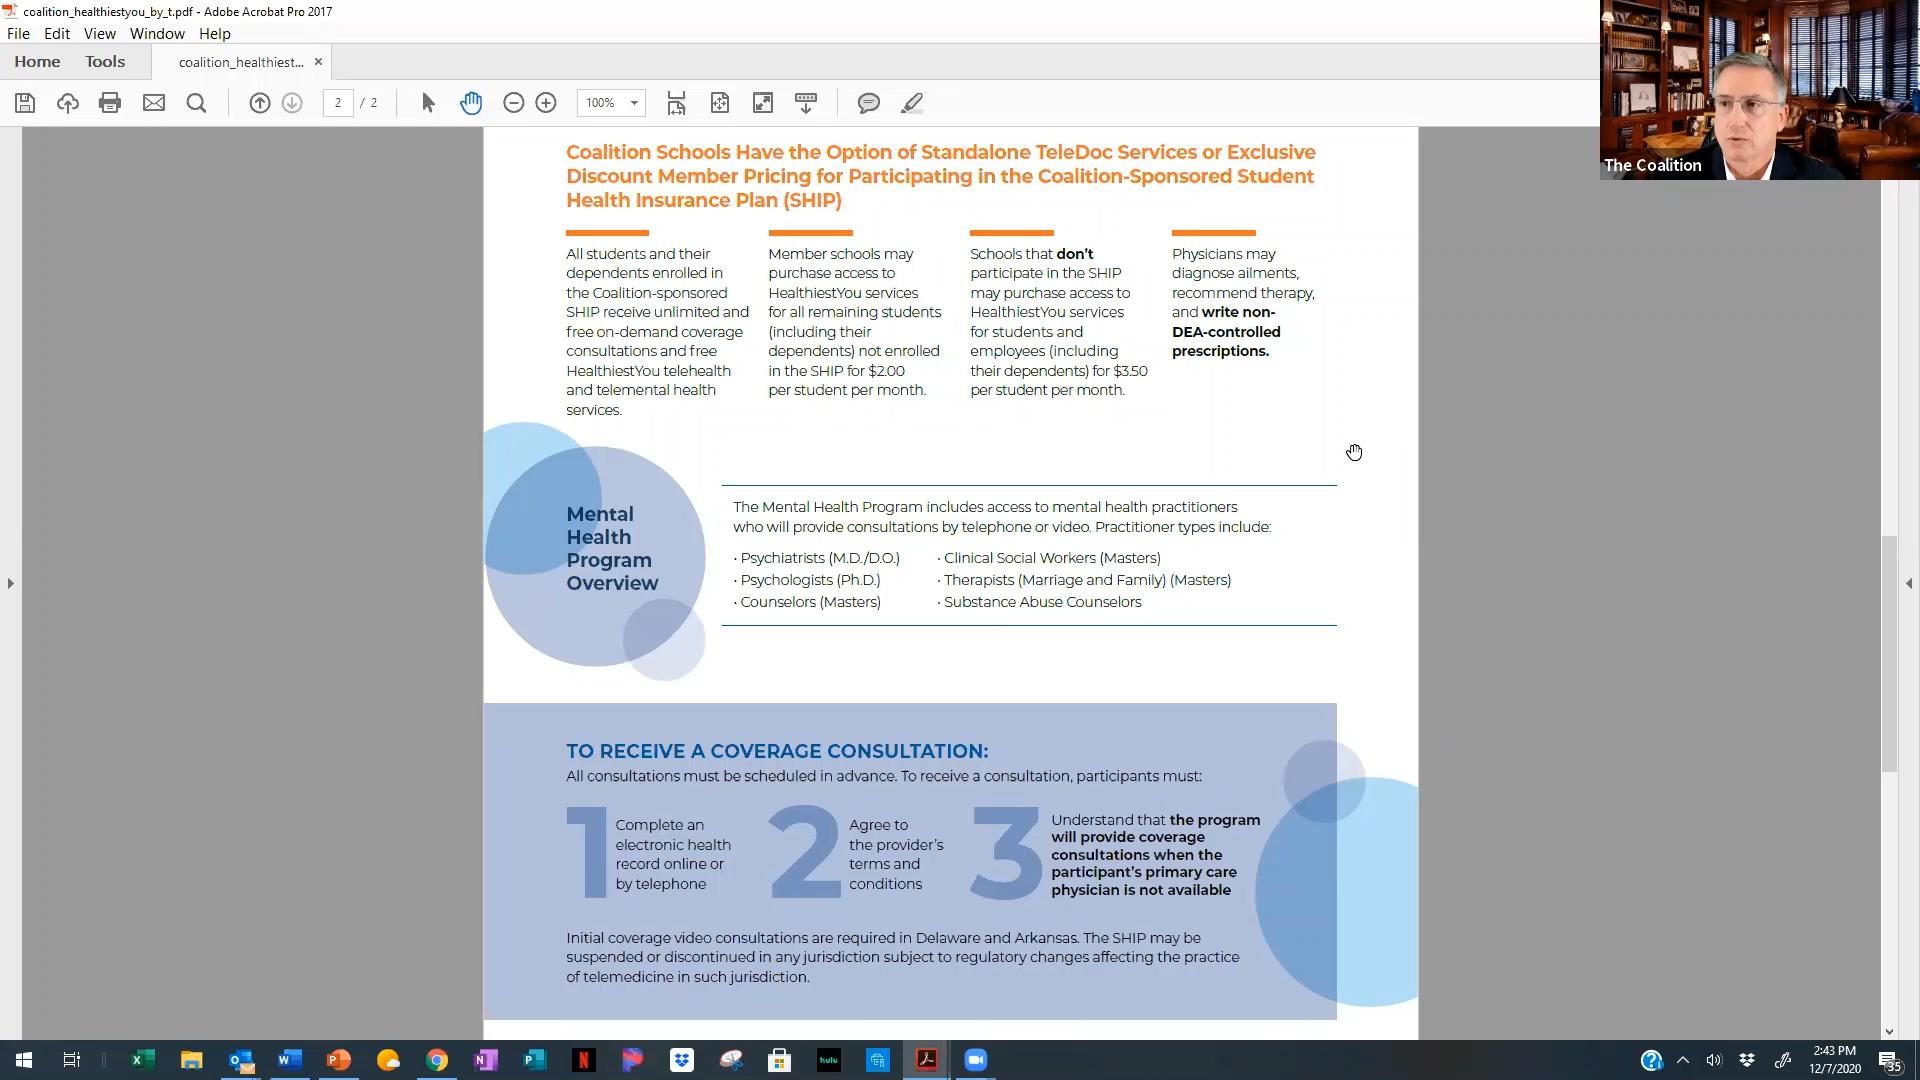 coalition_healthiestyou_by_t.pdf - Adobe Acrobat Pro 2017
File Edit View Window Help
Home Tools coalition_healthiest... ×
2 / 2 100%
The Coalition
Coalition Schools Have the Option of Standalone TeleDoc Services or Exclusive
Discount Member Pricing for Participating in the Coalition-Sponsored Student
Health Insurance Plan (SHIP)
All students and their
dependents enrolled in
the Coalition-sponsored
SHIP receive unlimited and
free on-demand coverage
consultations and free
HealthiestYou telehealth
and telemental health
services.
Member schools may
purchase access to
HealthiestYou services
for all remaining students
(including their
dependents) not enrolled
in the SHIP for $2.00
per student per month.
Schools that don't
participate in the SHIP
may purchase access to
HealthiestYou services
for students and
employees (including
their dependents) for $3.50
per student per month.
Physicians may
diagnose ailments,
recommend therapy,
and write non-
DEA-controlled
prescriptions.
Mental
Health
Program
Overview
The Mental Health Program includes access to mental health practitioners
who will provide consultations by telephone or video. Practitioner types include:
· Psychiatrists (M.D./D.O.)
· Psychologists (Ph.D.)
· Counselors (Masters)
· Clinical Social Workers (Masters)
· Therapists (Marriage and Family) (Masters)
· Substance Abuse Counselors
TO RECEIVE A COVERAGE CONSULTATION:
All consultations must be scheduled in advance. To receive a consultation, participants must:
1
Complete an
electronic health
record online or
by telephone
2
Agree to
the provider's
terms and
conditions
3
Understand that the program
will provide coverage
consultations when the
participant's primary care
physician is not available
Initial coverage video consultations are required in Delaware and Arkansas. The SHIP may be
suspended or discontinued in any jurisdiction subject to regulatory changes affecting the practice
of telemedicine in such jurisdiction.
hulu
2:43 PM
12/7/2020
35